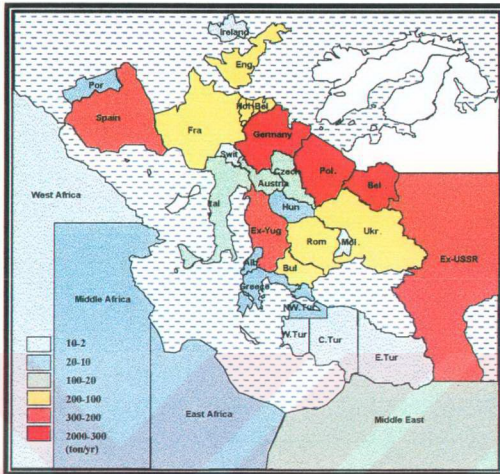 Ireland
Eng.
Por
Spain
Fra
Hol
Bel
Germany
Pol.
Bel
Swit
Czech
Austria
Hun
Ital
Ex-Yug
Rom
Mol.
Ukr.
Bul
Alb
Greece
NW.Tur
W.Tur
C.Tur
E.Tur
Ex-USSR
West Africa
Middle Africa
East Africa
Middle East
10-2
20-10
100-20
200-100
300-200
2000-300
(ton/yr)